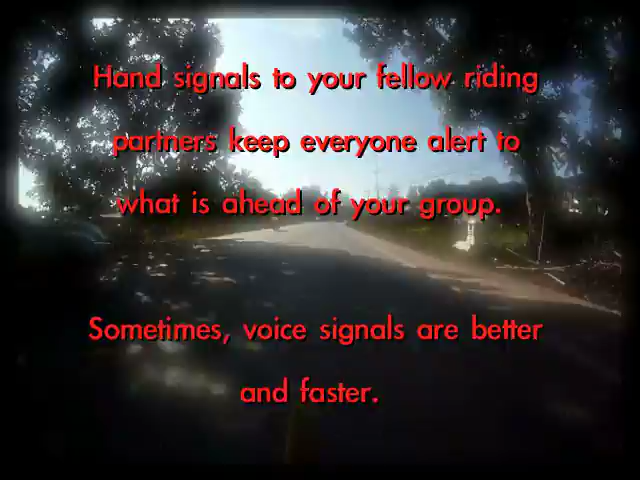 Hand signals to your fellow riding
partners keep everyone alert to
what is ahead of your group.
Sometimes, voice signals are better
and faster.